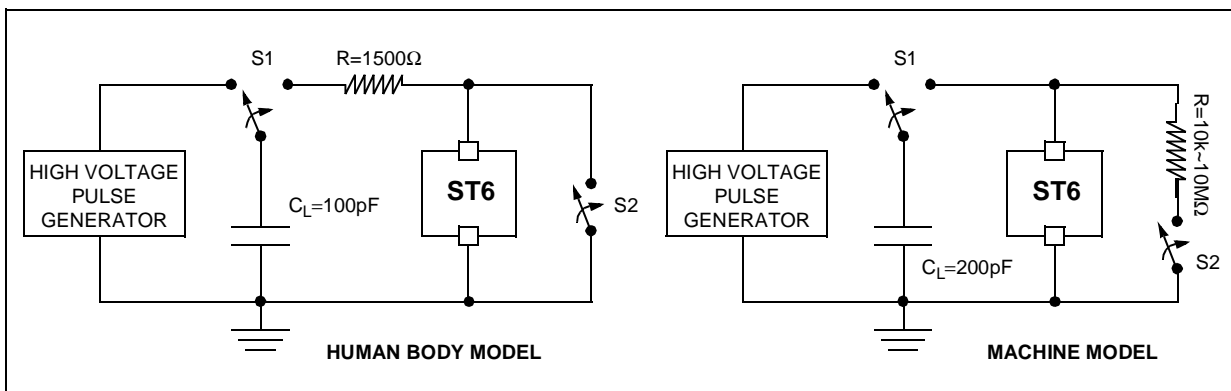 S1
R=1500Ω
HIGH VOLTAGE
PULSE
GENERATOR
C_L=100pF
ST6
S2
HUMAN BODY MODEL
S1
HIGH VOLTAGE
PULSE
GENERATOR
C_L=200pF
ST6
R=10k~10MΩ
S2
MACHINE MODEL